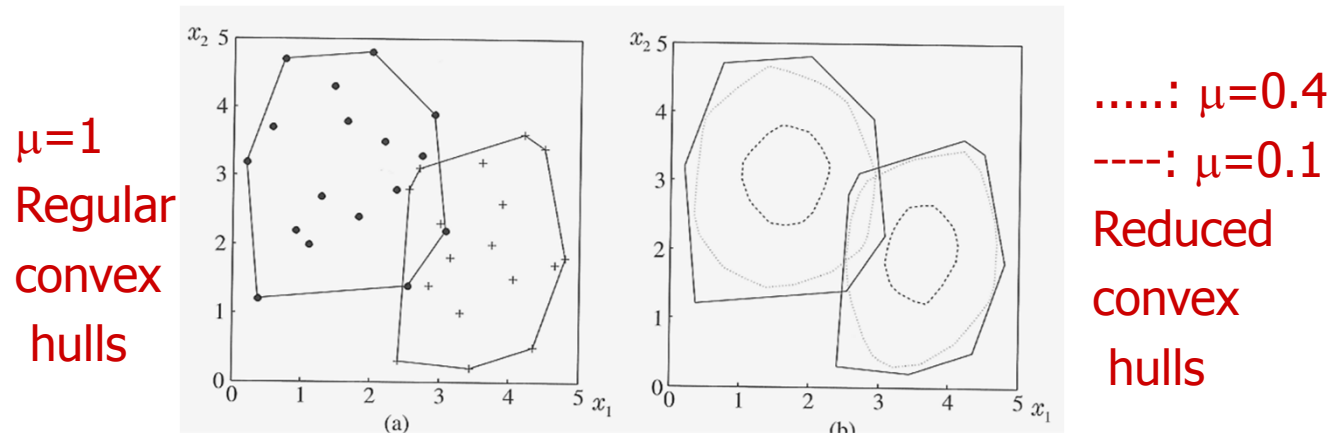 μ=1
Regular
convex
hulls
x2 5
4
3
2
1
0
0 1 2 3 4 5 x1
(a)
x2 5
4
3
2
1
0
0 1 2 3 4 5 x1
(b)
.....: μ=0.4
----: μ=0.1
Reduced
convex
hulls